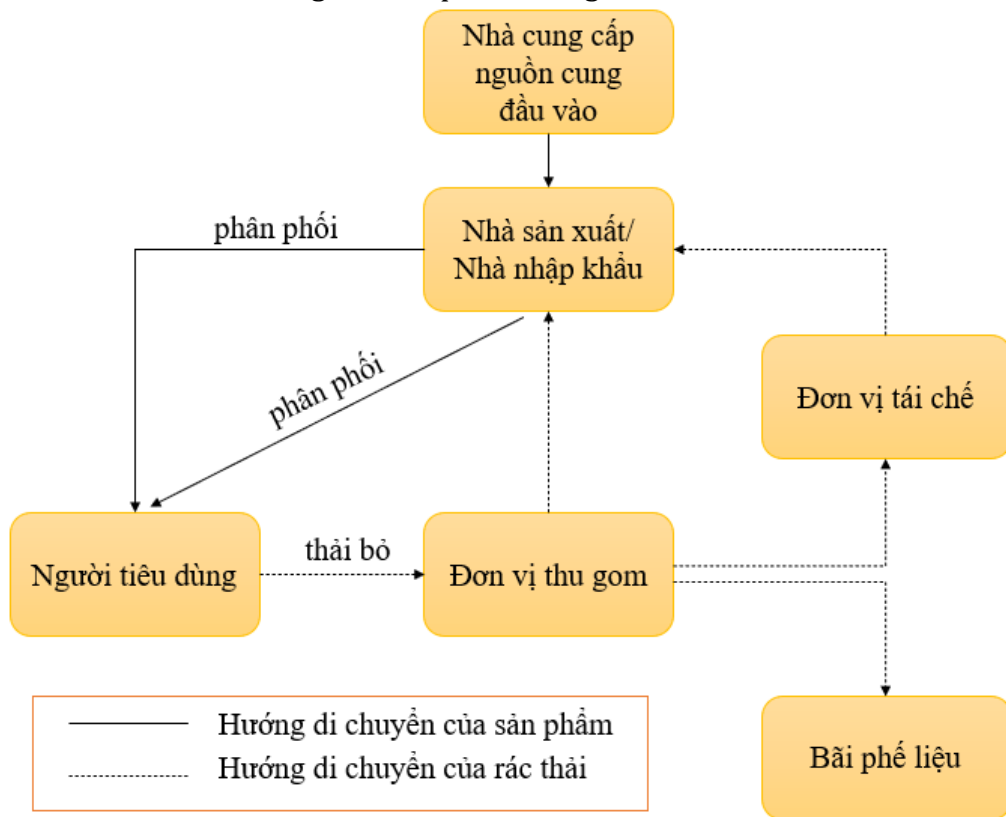 Nhà cung cấp
nguồn cung
đầu vào
phân phối
Nhà sản xuất/
Nhà nhập khẩu
phân phối
Đơn vị tái chế
Người tiêu dùng
thải bỏ
Đơn vị thu gom
Hướng di chuyển của sản phẩm
Hướng di chuyển của rác thải
Bãi phế liệu